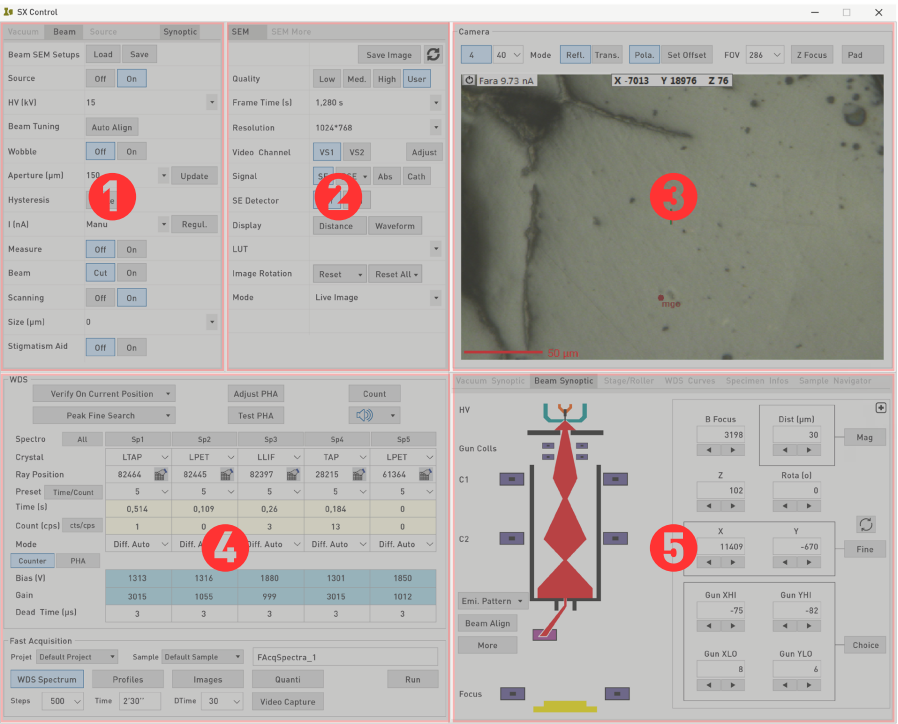 SX Control
Vacuum Beam Source Synoptic
Beam SEM Setups Load Save
Source Off On
HV (kV) 15
Beam Tuning Auto Align
Wobble Off On
Aperture (µm) 150 Update
Hysteresis
I (nA) Manu Regul.
Measure Off On
Beam Cut On
Scanning Off On
Size (µm) 0
Stigmatism Aid Off On
1
SEM SEM More
Save Image
Quality Low Med. High User
Frame Time (s) 1,280 s
Resolution 1024*768
Video Channel VS1 VS2 Adjust
Signal Abs Cath
SE Detector
Display Distance Waveform
LUT
Image Rotation Reset Reset All
Mode Live Image
2
Camera
4 40 Mode Refl. Trans. Pola. Set Offset FOV 286 Z Focus Pad
Fara 9.73 nA X -7013 Y 18976 Z 76
mgo
50 µm
3
WDS
Verify On Current Position Adjust PHA Count
Peak Fine Search Test PHA
Spectro All Sp1 Sp2 Sp3 Sp4 Sp5
Crystal LTAP LPET LLIF TAP LPET
Ray Position 82464 82445 82397 28215 61364
Preset Time/Count 5 5 5 5 5
Time (s) 0,514 0,109 0,26 0,184 0
Count (cps) cts/cps 1 0 3 13 0
Mode Diff. Auto Diff. Diff. Auto Diff. Auto Diff. Auto
Counter PHA
Bias (V) 1313 1316 1880 1301 1850
Gain 3015 1055 999 3015 1012
Dead Time (µs) 3 3 3 3 3
4
Fast Acquisition
Projet Default Project Sample Default Sample FAcqSpectra_1
WDS Spectrum Profiles Images Quanti Run
Steps 500 Time 2'30'' DTime 30 Video Capture
Vacuum Synoptic Beam Synoptic Stage/Roller WDS Curves Specimen Infos Sample Navigator
HV
Gun Colls
C1
C2
Emi. Pattern
Beam Align
More
Focus
B Focus Dist (µm)
3198 30 Mag
Z Rota (o)
102 0
X Y
11409 -670 Fine
Gun XHI Gun YHI
-75 -82
Choice
Gun XLO Gun YLO
8 6
5